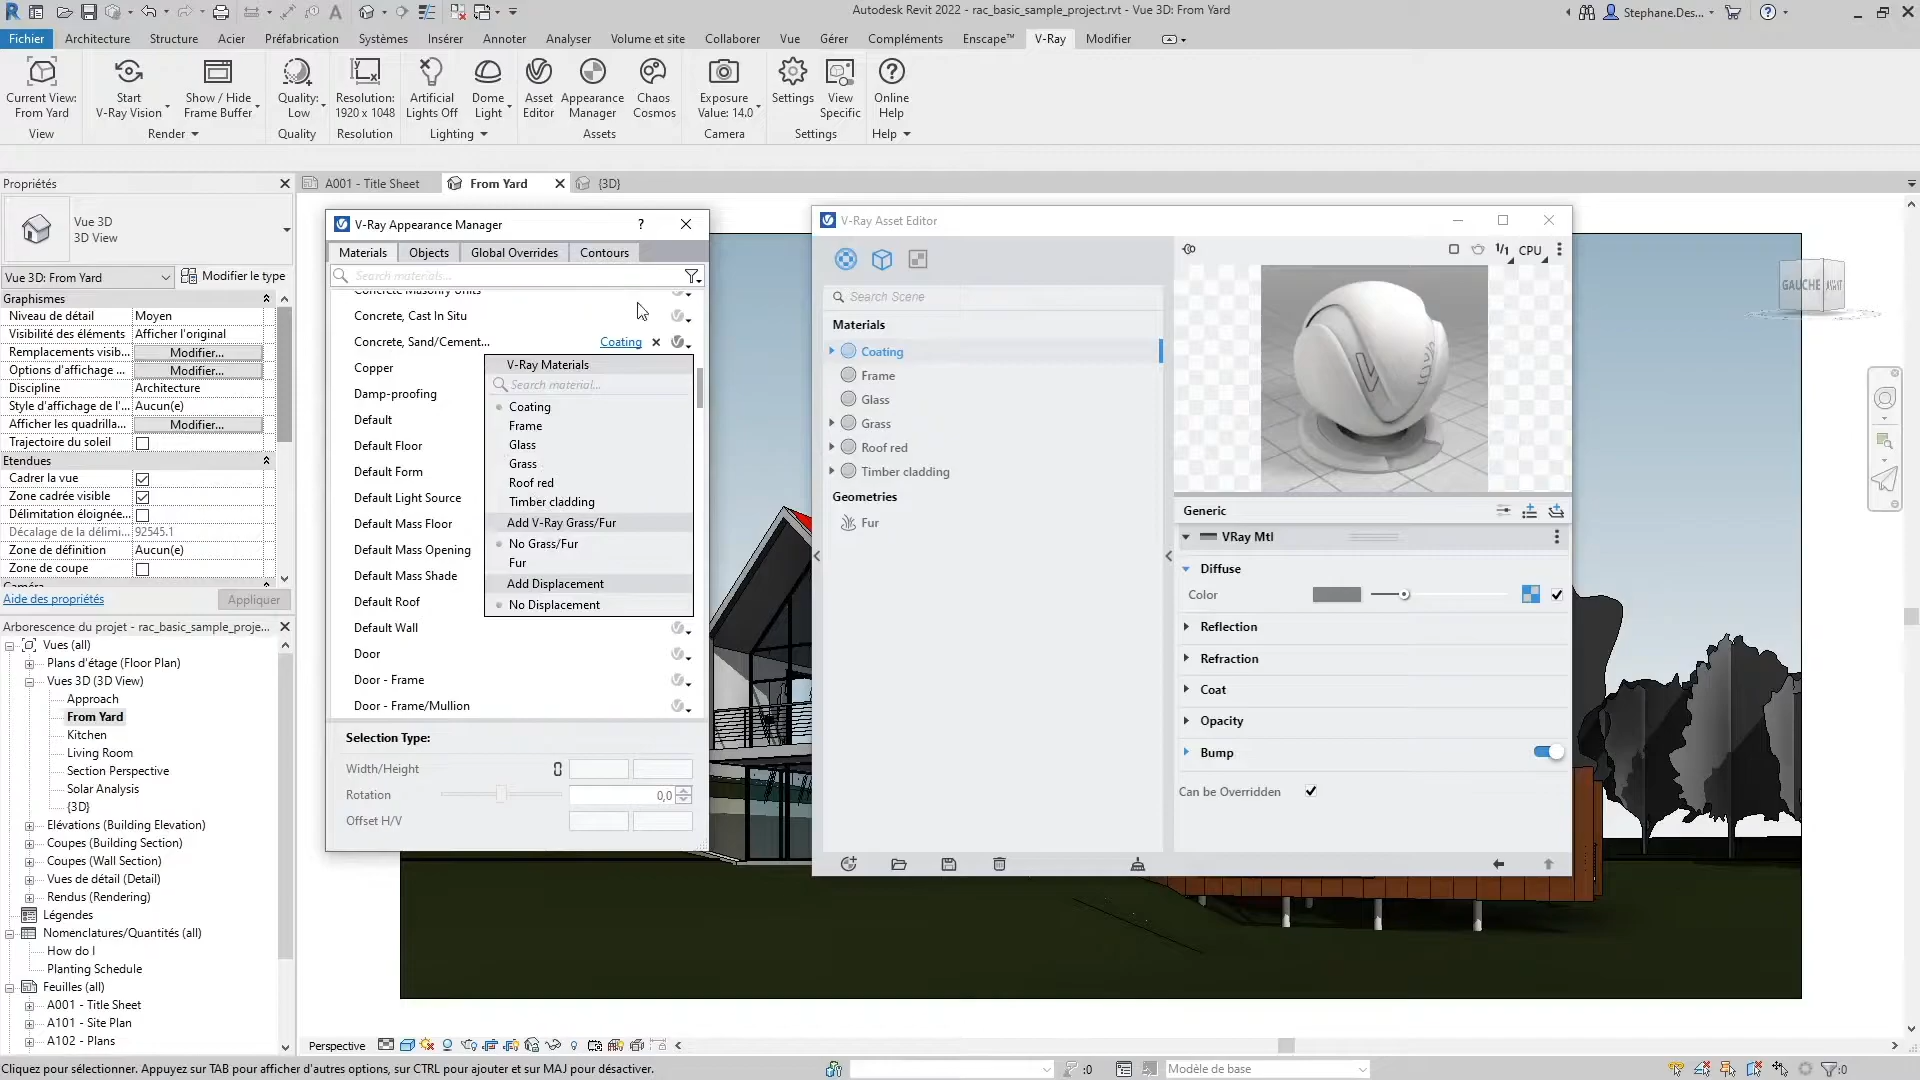 Autodesk Revit 2022 - rac_basic_sample_project.rvt - Vue 3D: From Yard
Stephane.Des...
Fichier Architecture Structure Acier Préfabrication Systèmes Insérer Annoter Analyser Volume et site Collaborer Vue Gérer Compléments Enscape™ V-Ray Modifier
Current View: From Yard
Start V-Ray Vision
Show / Hide Frame Buffer
Quality: Low
Resolution: 1920 x 1048
Artificial Lights Off
Dome Light
Asset Editor
Appearance Manager
Chaos Cosmos
Exposure Value: 14.0
Settings
View Specific
Online Help
View Render Quality Resolution Lighting Assets Camera Settings Help
Propriétés
A001 - Title Sheet From Yard {3D}
Vue 3D
3D View
Vue 3D: From Yard Modifier le type
Graphismes
Niveau de détail Moyen
Visibilité des éléments Afficher l'original
Remplacements visib... Modifier...
Options d'affichage ... Modifier...
Discipline Architecture
Style d'affichage de l'... Aucun(e)
Afficher les quadrilla... Modifier...
Trajectoire du soleil
Etendues
Cadrer la vue
Zone cadrée visible
Délimitation éloignée...
Décalage de la délimi... 92545.1
Zone de définition Aucun(e)
Zone de coupe
Caméra
Aide des propriétés Appliquer
Arborescence du projet - rac_basic_sample_proje...
Vues (all)
Plans d'étage (Floor Plan)
Vues 3D (3D View)
Approach
From Yard
Kitchen
Living Room
Section Perspective
Solar Analysis
{3D}
Elévations (Building Elevation)
Coupes (Building Section)
Coupes (Wall Section)
Vues de détail (Detail)
Rendus (Rendering)
Légendes
Nomenclatures/Quantités (all)
How do I
Planting Schedule
Feuilles (all)
A001 - Title Sheet
A101 - Site Plan
A102 - Plans
V-Ray Appearance Manager ?
Materials Objects Global Overrides Contours
Search materials...
Concrete Masonry Units
Concrete, Cast In Situ
Concrete, Sand/Cement... Coating
Copper
Damp-proofing
Default
Default Floor
Default Form
Default Light Source
Default Mass Floor
Default Mass Opening
Default Mass Shade
Default Roof
Default Wall
Door
Door - Frame
Door - Frame/Mullion
V-Ray Materials
Search material...
Coating
Frame
Glass
Grass
Roof red
Timber cladding
Add V-Ray Grass/Fur
No Grass/Fur
Fur
Add Displacement
No Displacement
Selection Type:
Width/Height
Rotation 0,0
Offset H/V
V-Ray Asset Editor
Search Scene
Materials
Coating
Frame
Glass
Grass
Roof red
Timber cladding
Geometries
Fur
1/1 CPU
Generic
VRay Mtl
Diffuse
Color
Reflection
Refraction
Coat
Opacity
Bump
Can be Overridden
GAUCHE AVANT
Perspective
Cliquez pour sélectionner. Appuyez sur TAB pour afficher d'autres options, sur CTRL pour ajouter et sur MAJ pour désactiver.
:0
Modèle de base
:0